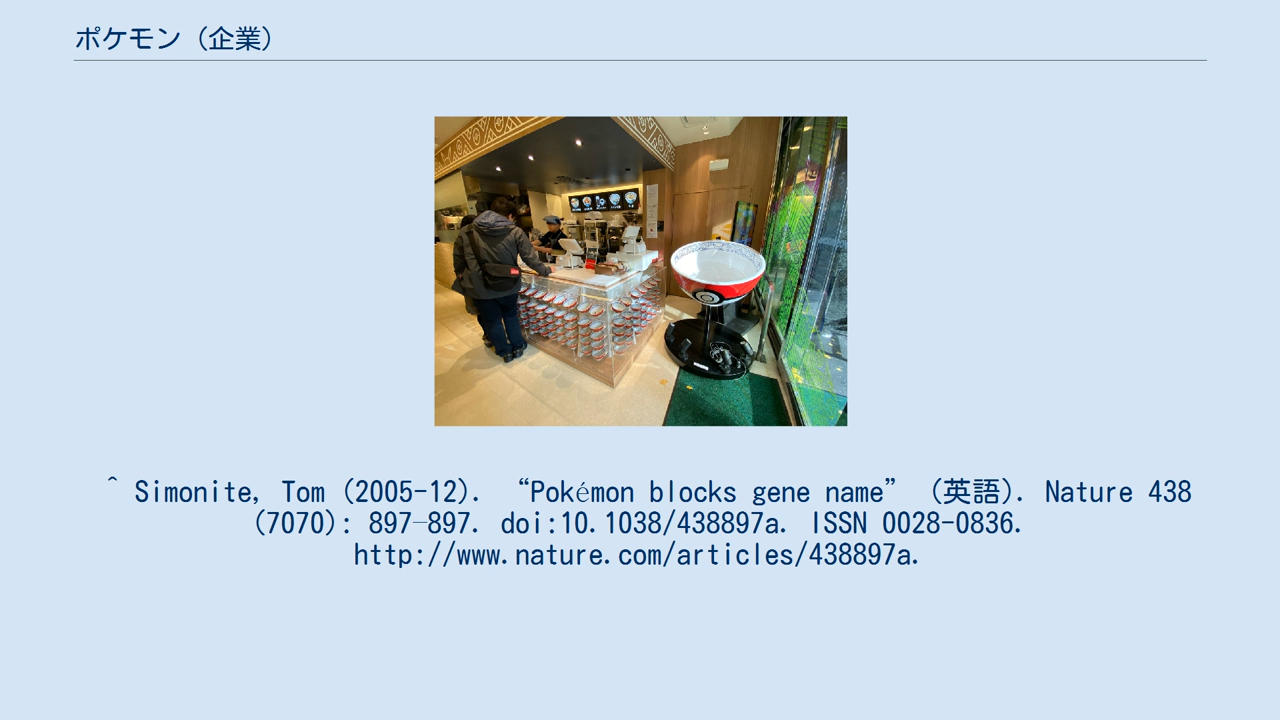 ポケモン（企業）
^ Simonite, Tom (2005-12). “Pokémon blocks gene name” (英語). Nature 438
(7070): 897–897. doi:10.1038/438897a. ISSN 0028-0836.
http://www.nature.com/articles/438897a.